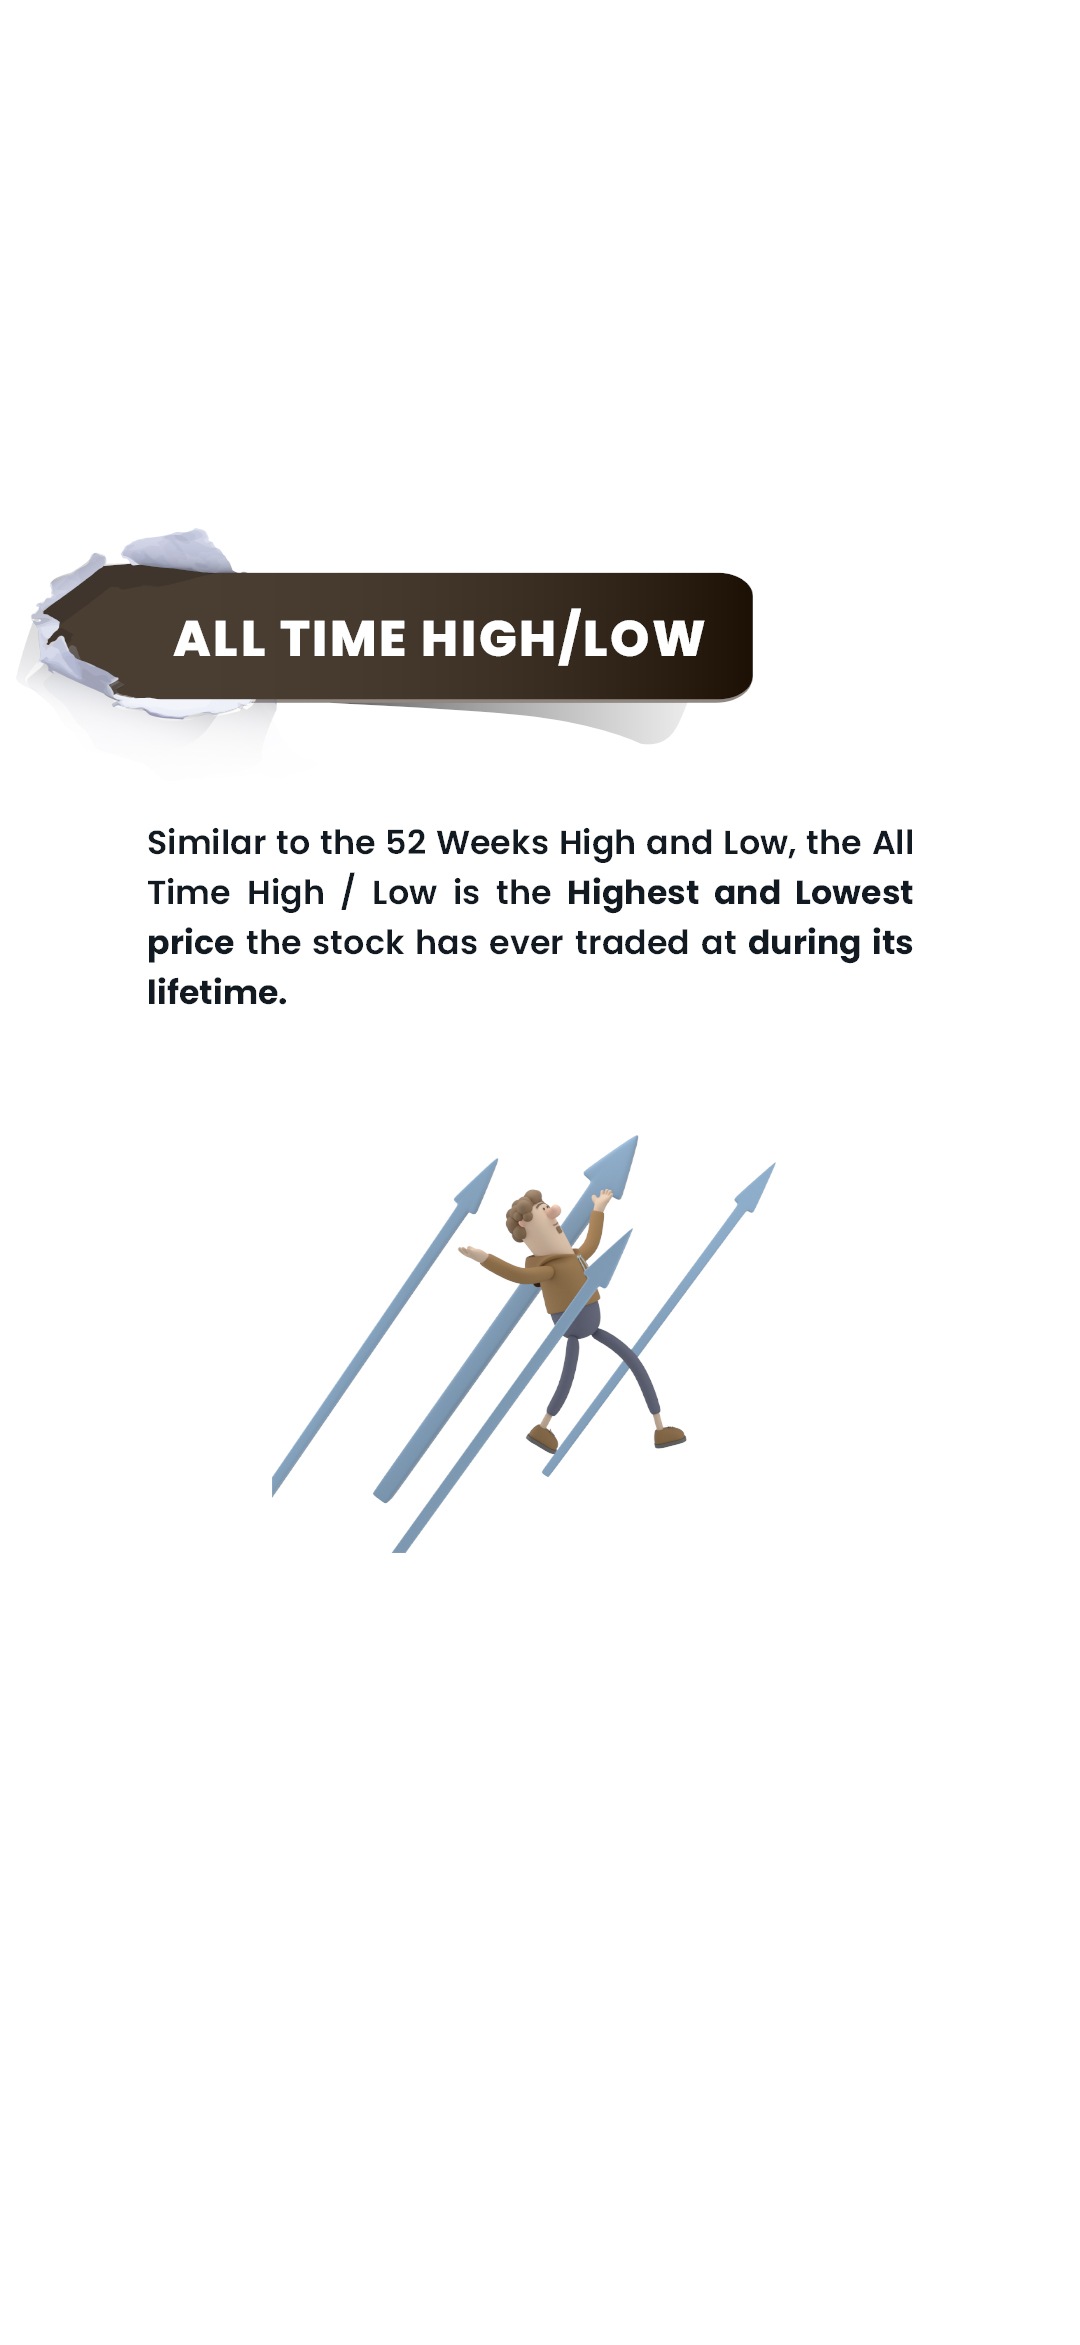 ALL TIME HIGH/LOW
Similar to the 52 Weeks High and Low, the All
Time High / Low is the Highest and Lowest
price the stock has ever traded at during its
lifetime.